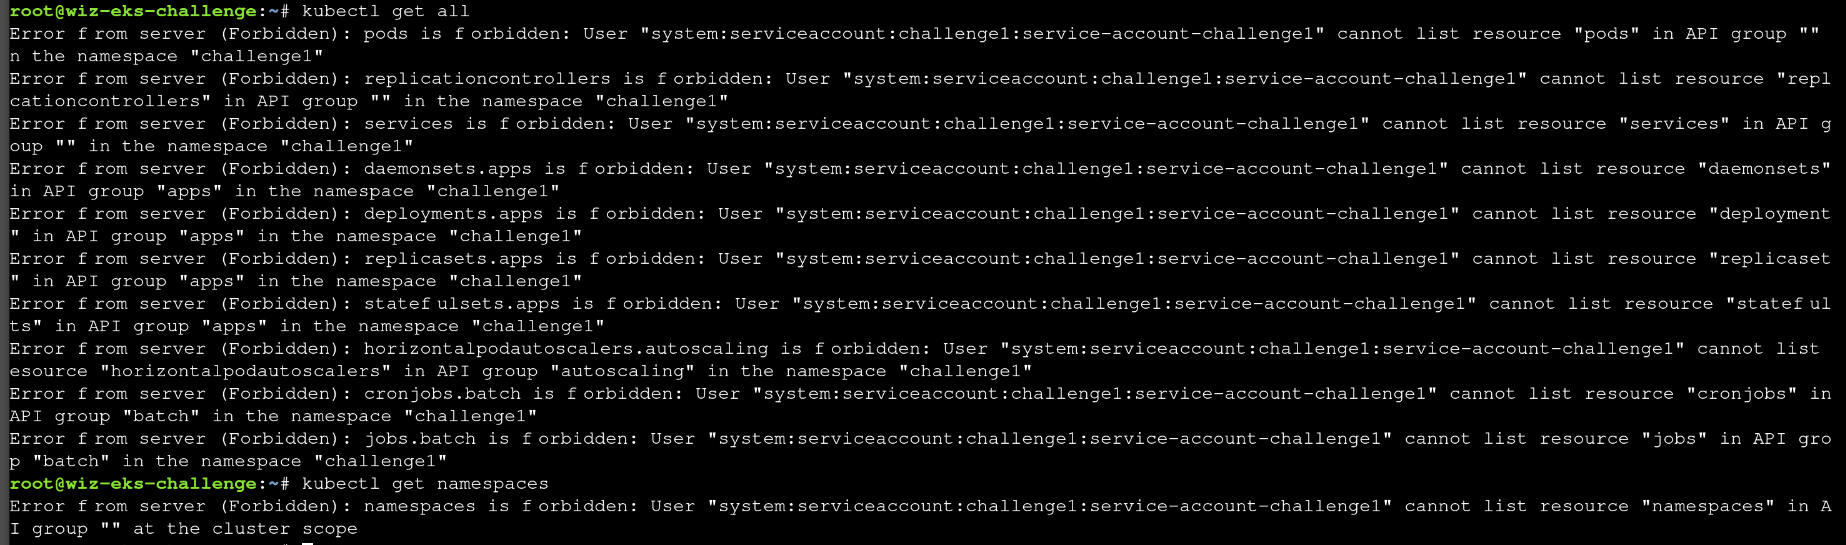 root@wiz-eks-challenge:~# kubectl get all
Error from server (Forbidden): pods is forbidden: User "system:serviceaccount:challenge1:service-account-challenge1" cannot list resource "pods" in API group ""
n the namespace "challenge1"
Error from server (Forbidden): replicationcontrollers is forbidden: User "system:serviceaccount:challenge1:service-account-challenge1" cannot list resource "repl
cationcontrollers" in API group "" in the namespace "challenge1"
Error from server (Forbidden): services is forbidden: User "system:serviceaccount:challenge1:service-account-challenge1" cannot list resource "services" in API g
oup "" in the namespace "challenge1"
Error from server (Forbidden): daemonsets.apps is forbidden: User "system:serviceaccount:challenge1:service-account-challenge1" cannot list resource "daemonsets"
in API group "apps" in the namespace "challenge1"
Error from server (Forbidden): deployments.apps is forbidden: User "system:serviceaccount:challenge1:service-account-challenge1" cannot list resource "deployment
" in API group "apps" in the namespace "challenge1"
Error from server (Forbidden): replicasets.apps is forbidden: User "system:serviceaccount:challenge1:service-account-challenge1" cannot list resource "replicaset
" in API group "apps" in the namespace "challenge1"
Error from server (Forbidden): statefulsets.apps is forbidden: User "system:serviceaccount:challenge1:service-account-challenge1" cannot list resource "stateful
ts" in API group "apps" in the namespace "challenge1"
Error from server (Forbidden): horizontalpodautoscalers.autoscaling is forbidden: User "system:serviceaccount:challenge1:service-account-challenge1" cannot list
esource "horizontalpodautoscalers" in API group "autoscaling" in the namespace "challenge1"
Error from server (Forbidden): cronjobs.batch is forbidden: User "system:serviceaccount:challenge1:service-account-challenge1" cannot list resource "cronjobs" in
API group "batch" in the namespace "challenge1"
Error from server (Forbidden): jobs.batch is forbidden: User "system:serviceaccount:challenge1:service-account-challenge1" cannot list resource "jobs" in API gro
p "batch" in the namespace "challenge1"
root@wiz-eks-challenge:~# kubectl get namespaces
Error from server (Forbidden): namespaces is forbidden: User "system:serviceaccount:challenge1:service-account-challenge1" cannot list resource "namespaces" in A
I group "" at the cluster scope